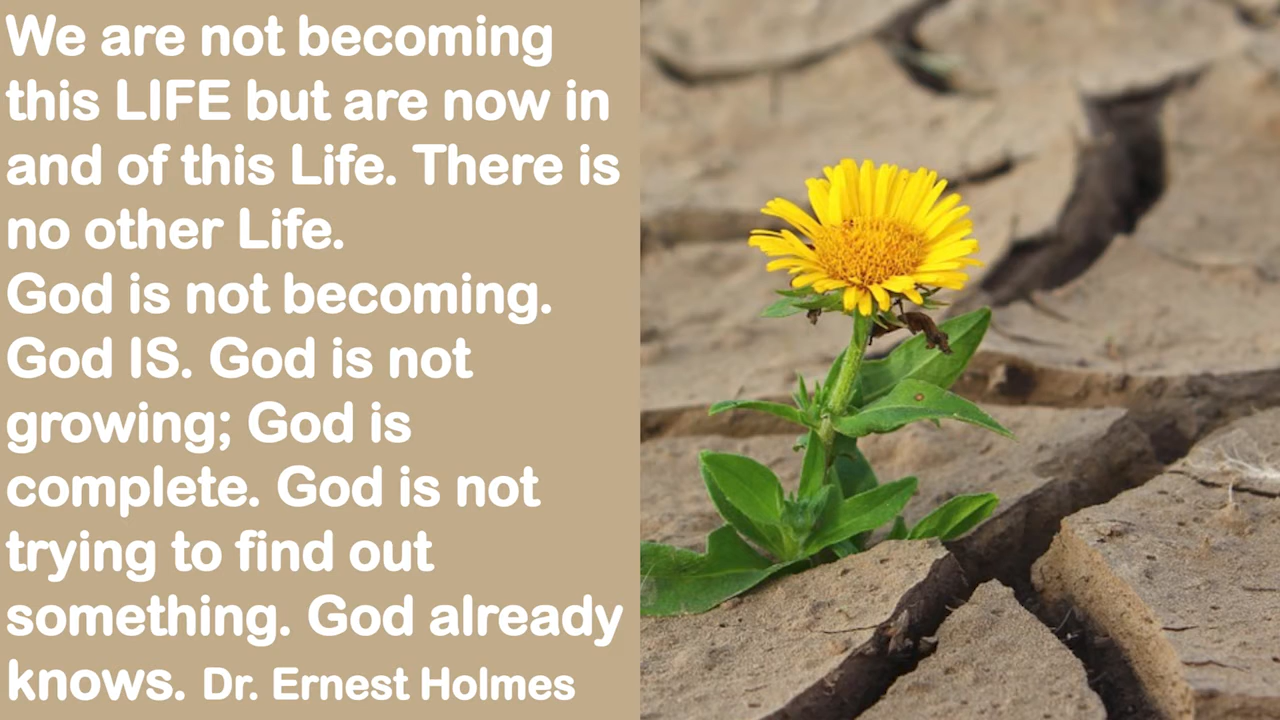 We are not becoming
this LIFE but are now in
and of this Life. There is
no other Life.
God is not becoming.
God IS. God is not
growing; God is
complete. God is not
trying to find out
something. God already
knows. Dr. Ernest Holmes